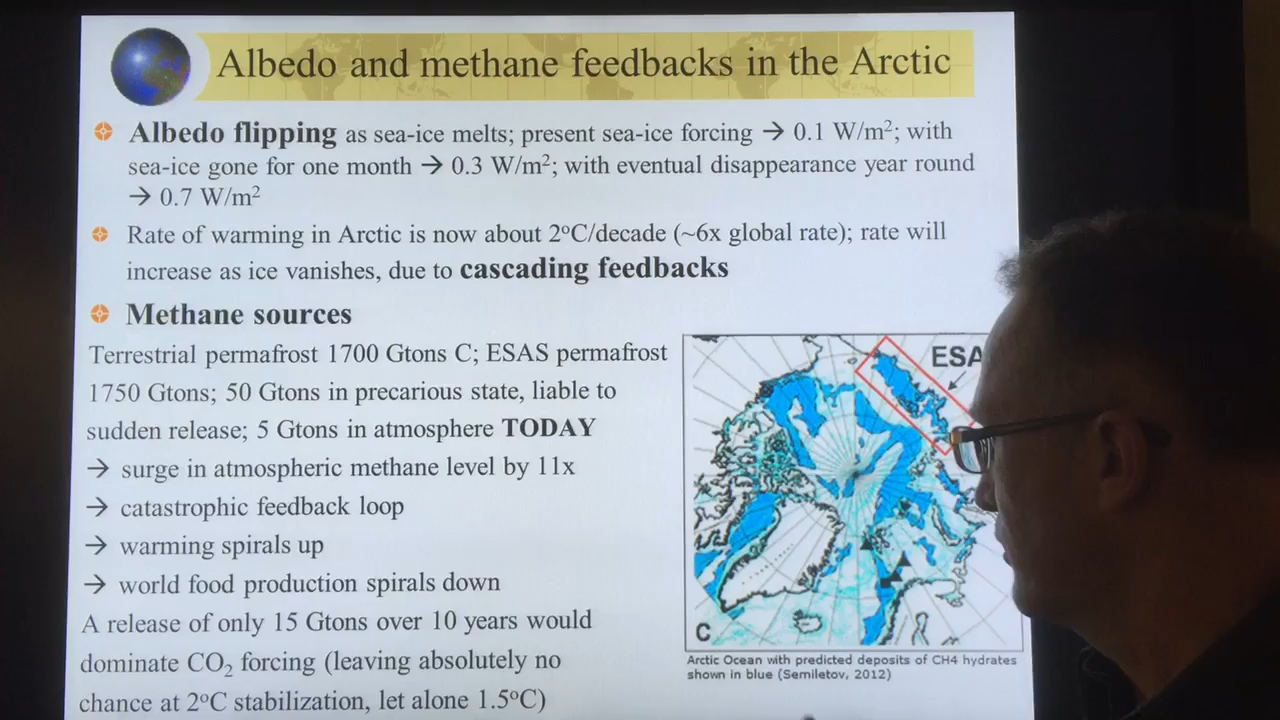 Albedo and methane feedbacks in the Arctic
Albedo flipping as sea-ice melts; present sea-ice forcing → 0.1 W/m²; with
sea-ice gone for one month → 0.3 W/m²; with eventual disappearance year round
→ 0.7 W/m²
Rate of warming in Arctic is now about 2ºC/decade (~6x global rate); rate will
increase as ice vanishes, due to cascading feedbacks
Methane sources
Terrestrial permafrost 1700 Gtons C; ESAS permafrost
1750 Gtons; 50 Gtons in precarious state, liable to
sudden release; 5 Gtons in atmosphere TODAY
→ surge in atmospheric methane level by 11x
→ catastrophic feedback loop
→ warming spirals up
→ world food production spirals down
A release of only 15 Gtons over 10 years would
dominate CO₂ forcing (leaving absolutely no
chance at 2ºC stabilization, let alone 1.5ºC)
ESA
C
Arctic Ocean with predicted deposits of CH4 hydrates
shown in blue (Semiletov, 2012)